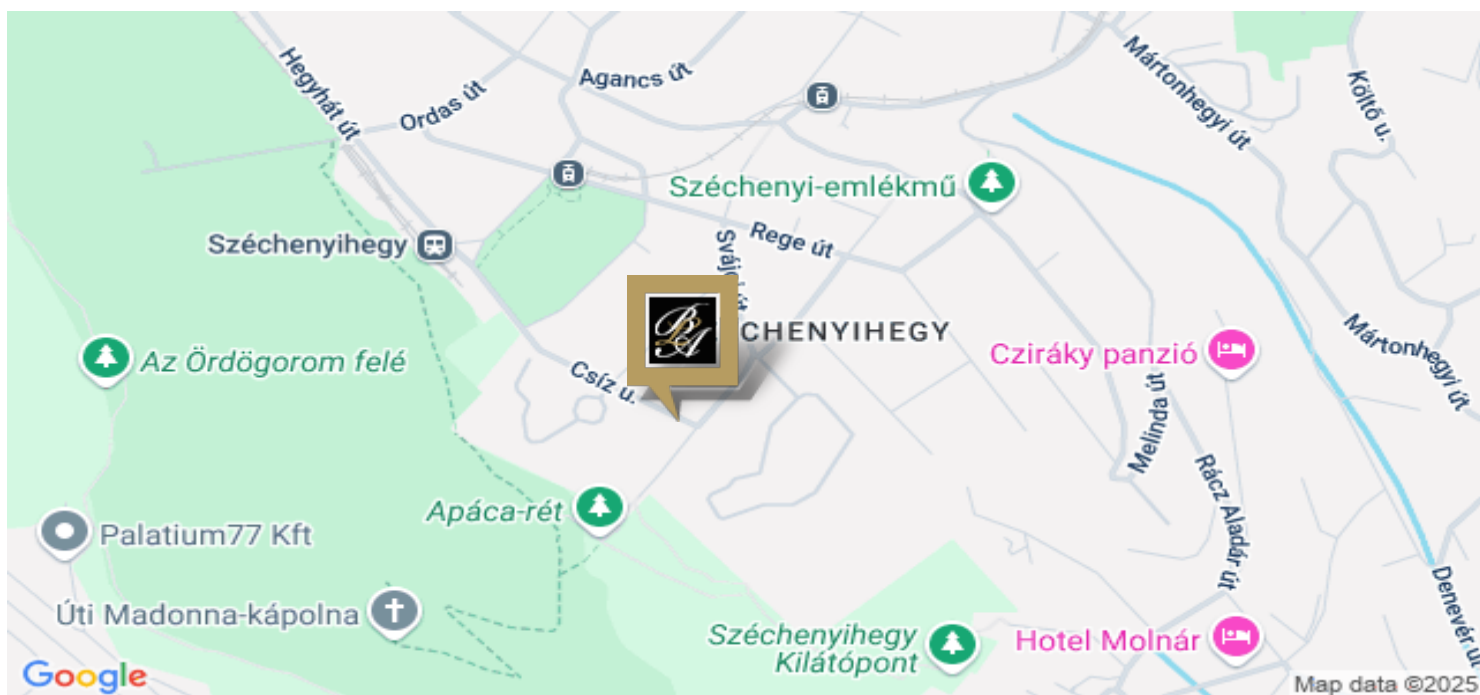 Hegyhát út
Ordas út
Agancs út
Mártonhegyi út
Költő u.
Széchenyi-emlékmű
Széchenyihegy
Rege út
CHENYIHEGY
Cziráky panzió
Mártonhegyi út
Az Ördögorom felé
Csíz u.
Melinda út
Rácz Aladár út
Apáca-rét
Palatium77 Kft
Úti Madonna-kápolna
Denevér út
Széchenyihegy
Kilátópont
Hotel Molnár
Google
Map data ©2025